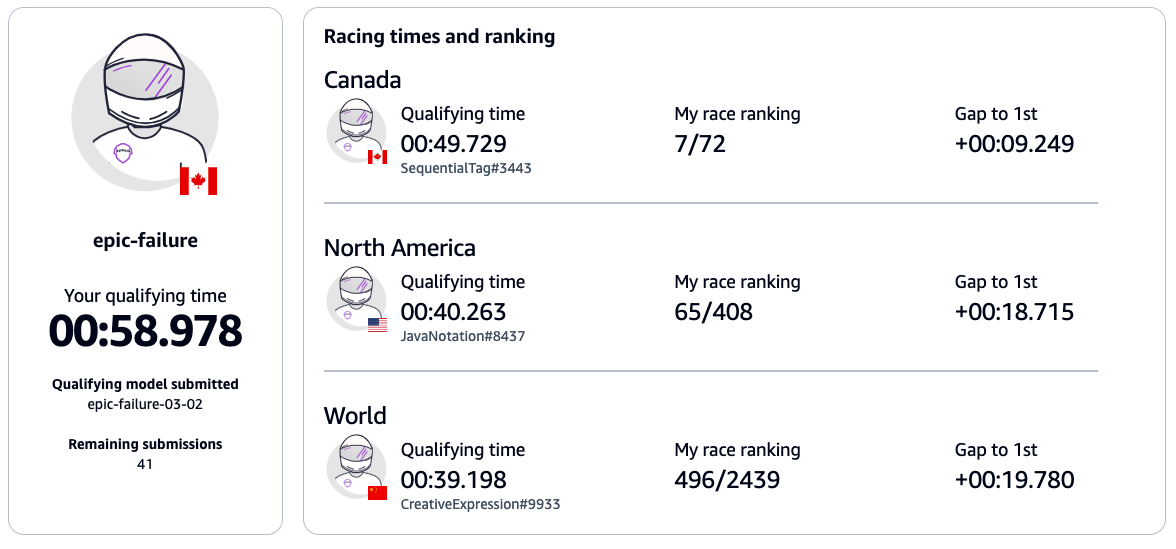 epic-failure
Your qualifying time
00:58.978
Qualifying model submitted
epic-failure-03-02
Remaining submissions
41
Racing times and ranking
Canada
Qualifying time
00:49.729
SequentialTag#3443
My race ranking
7/72
Gap to 1st
+00:09.249
North America
Qualifying time
00:40.263
JavaNotation#8437
My race ranking
65/408
Gap to 1st
+00:18.715
World
Qualifying time
00:39.198
CreativeExpression#9933
My race ranking
496/2439
Gap to 1st
+00:19.780